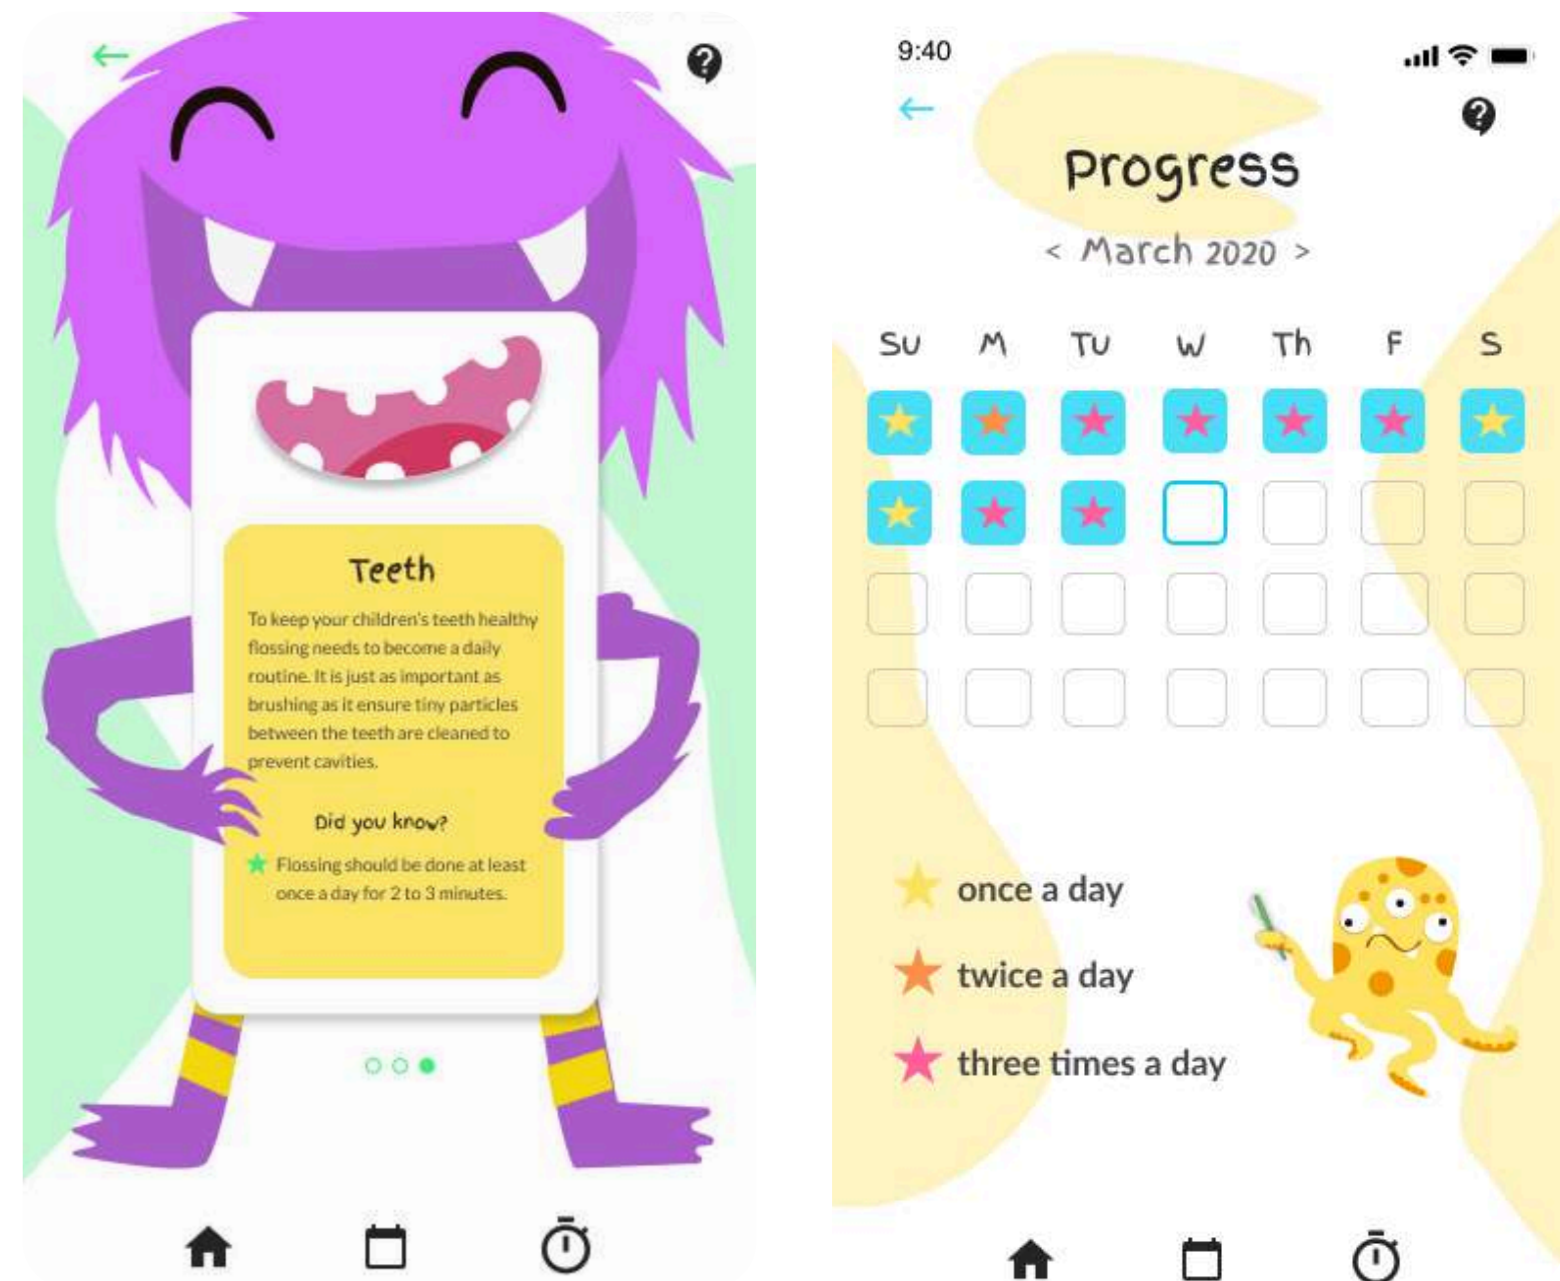 Teeth
To keep your children's teeth healthy
flossing needs to become a daily
routine. It is just as important as
brushing as it ensure tiny particles
between the teeth are cleaned to
prevent cavities.
Did you know?
Flossing should be done at least
once a day for 2 to 3 minutes.
9:40
Progress
< March 2020 >
Su M Tu W Th F S
once a day
twice a day
three times a day